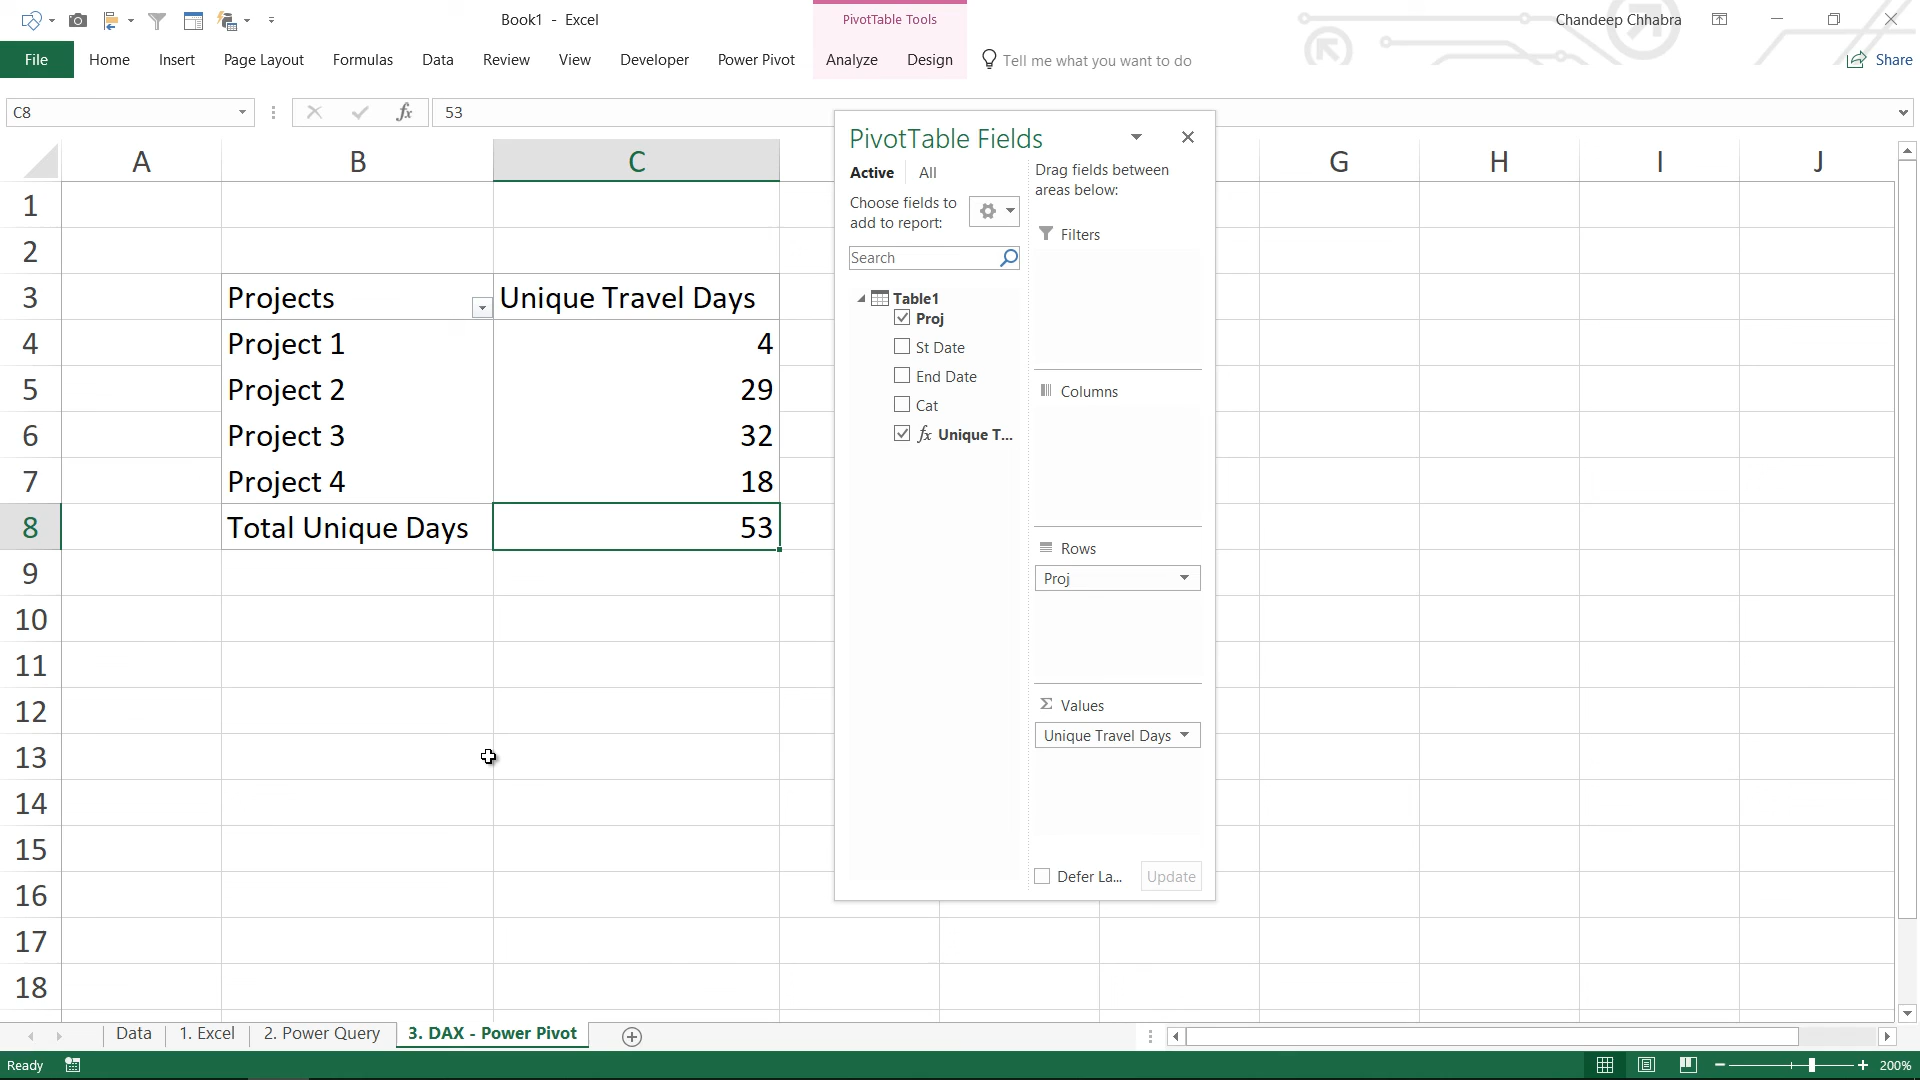 Book1 - Excel
PivotTable Tools
Chandeep Chhabra
File Home Insert Page Layout Formulas Data Review View Developer Power Pivot Analyze Design Tell me what you want to do Share
C8 fx 53
A B C G H I J
1
2
3 Projects Unique Travel Days
4 Project 1 4
5 Project 2 29
6 Project 3 32
7 Project 4 18
8 Total Unique Days 53
9
10
11
12
13
14
15
16
17
18
PivotTable Fields
Active All
Choose fields to
add to report:
Search
Table1
Proj
St Date
End Date
Cat
fx Unique T...
Drag fields between
areas below:
Filters
Columns
Rows
Proj
Σ Values
Unique Travel Days
Defer La... Update
Data 1. Excel 2. Power Query 3. DAX - Power Pivot
Ready 200%